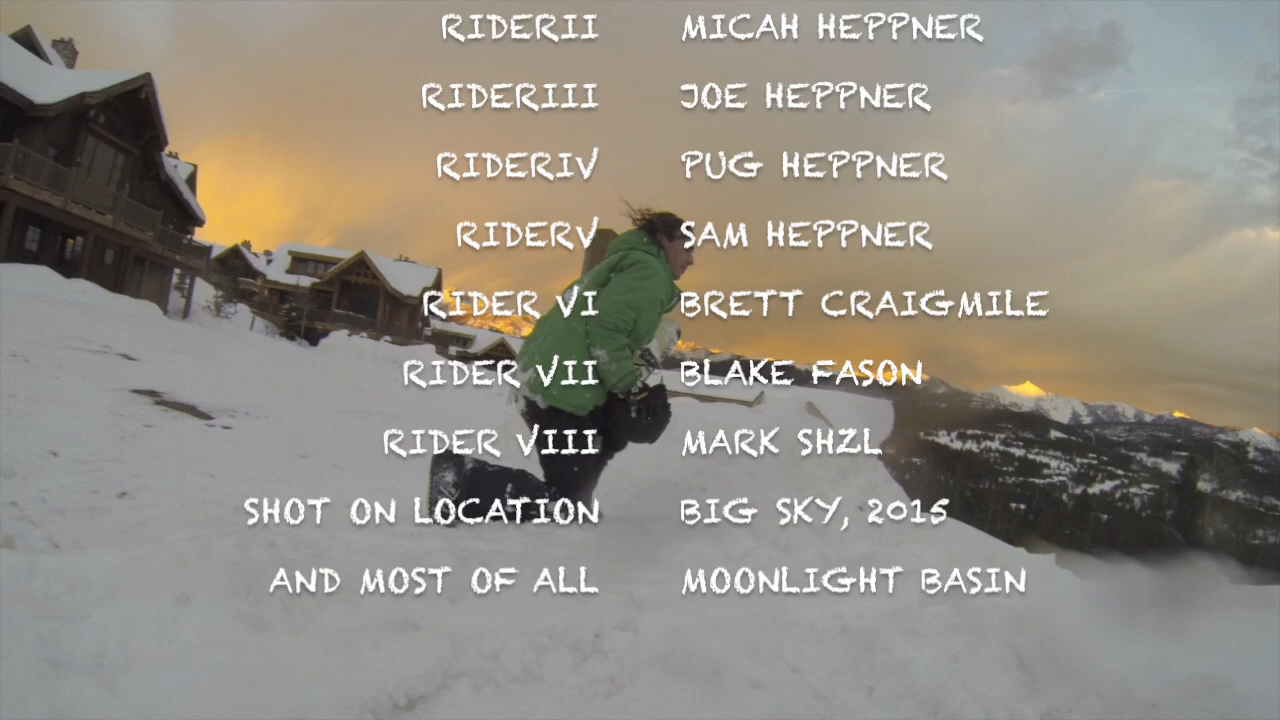 RIDERII MICAH HEPPNER
RIDERIII JOE HEPPNER
RIDERIV PUG HEPPNER
RIDERV SAM HEPPNER
RIDER VI BRETT CRAIGMILE
RIDER VII BLAKE FASON
RIDER VIII MARK SHZL
SHOT ON LOCATION BIG SKY, 2015
AND MOST OF ALL MOONLIGHT BASIN